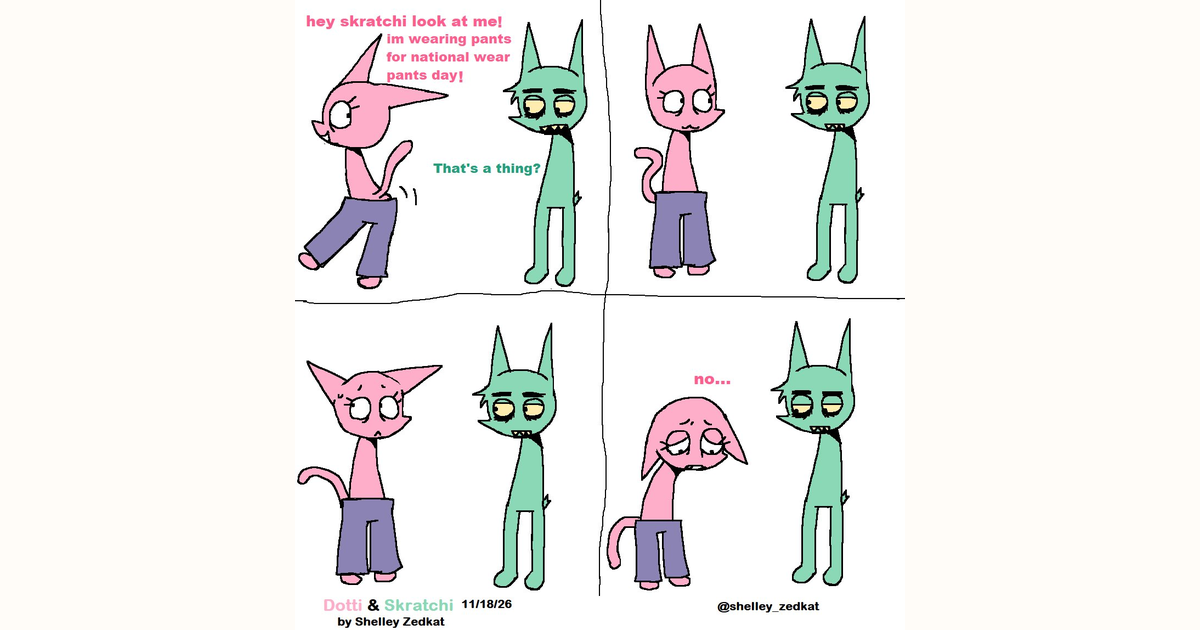 hey skratchi look at me!
im wearing pants
for national wear
pants day!
That's a thing?
no...
Dotti & Skratchi 11/18/26
by Shelley Zedkat
@shelley_zedkat